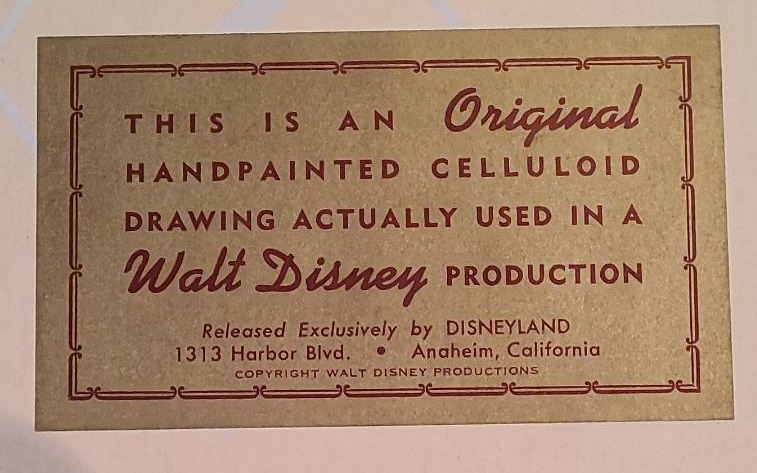 THIS IS AN Original
HANDPAINTED CELLULOID
DRAWING ACTUALLY USED IN A
Walt Disney PRODUCTION
Released Exclusively by DISNEYLAND
1313 Harbor Blvd. • Anaheim, California
COPYRIGHT WALT DISNEY PRODUCTIONS